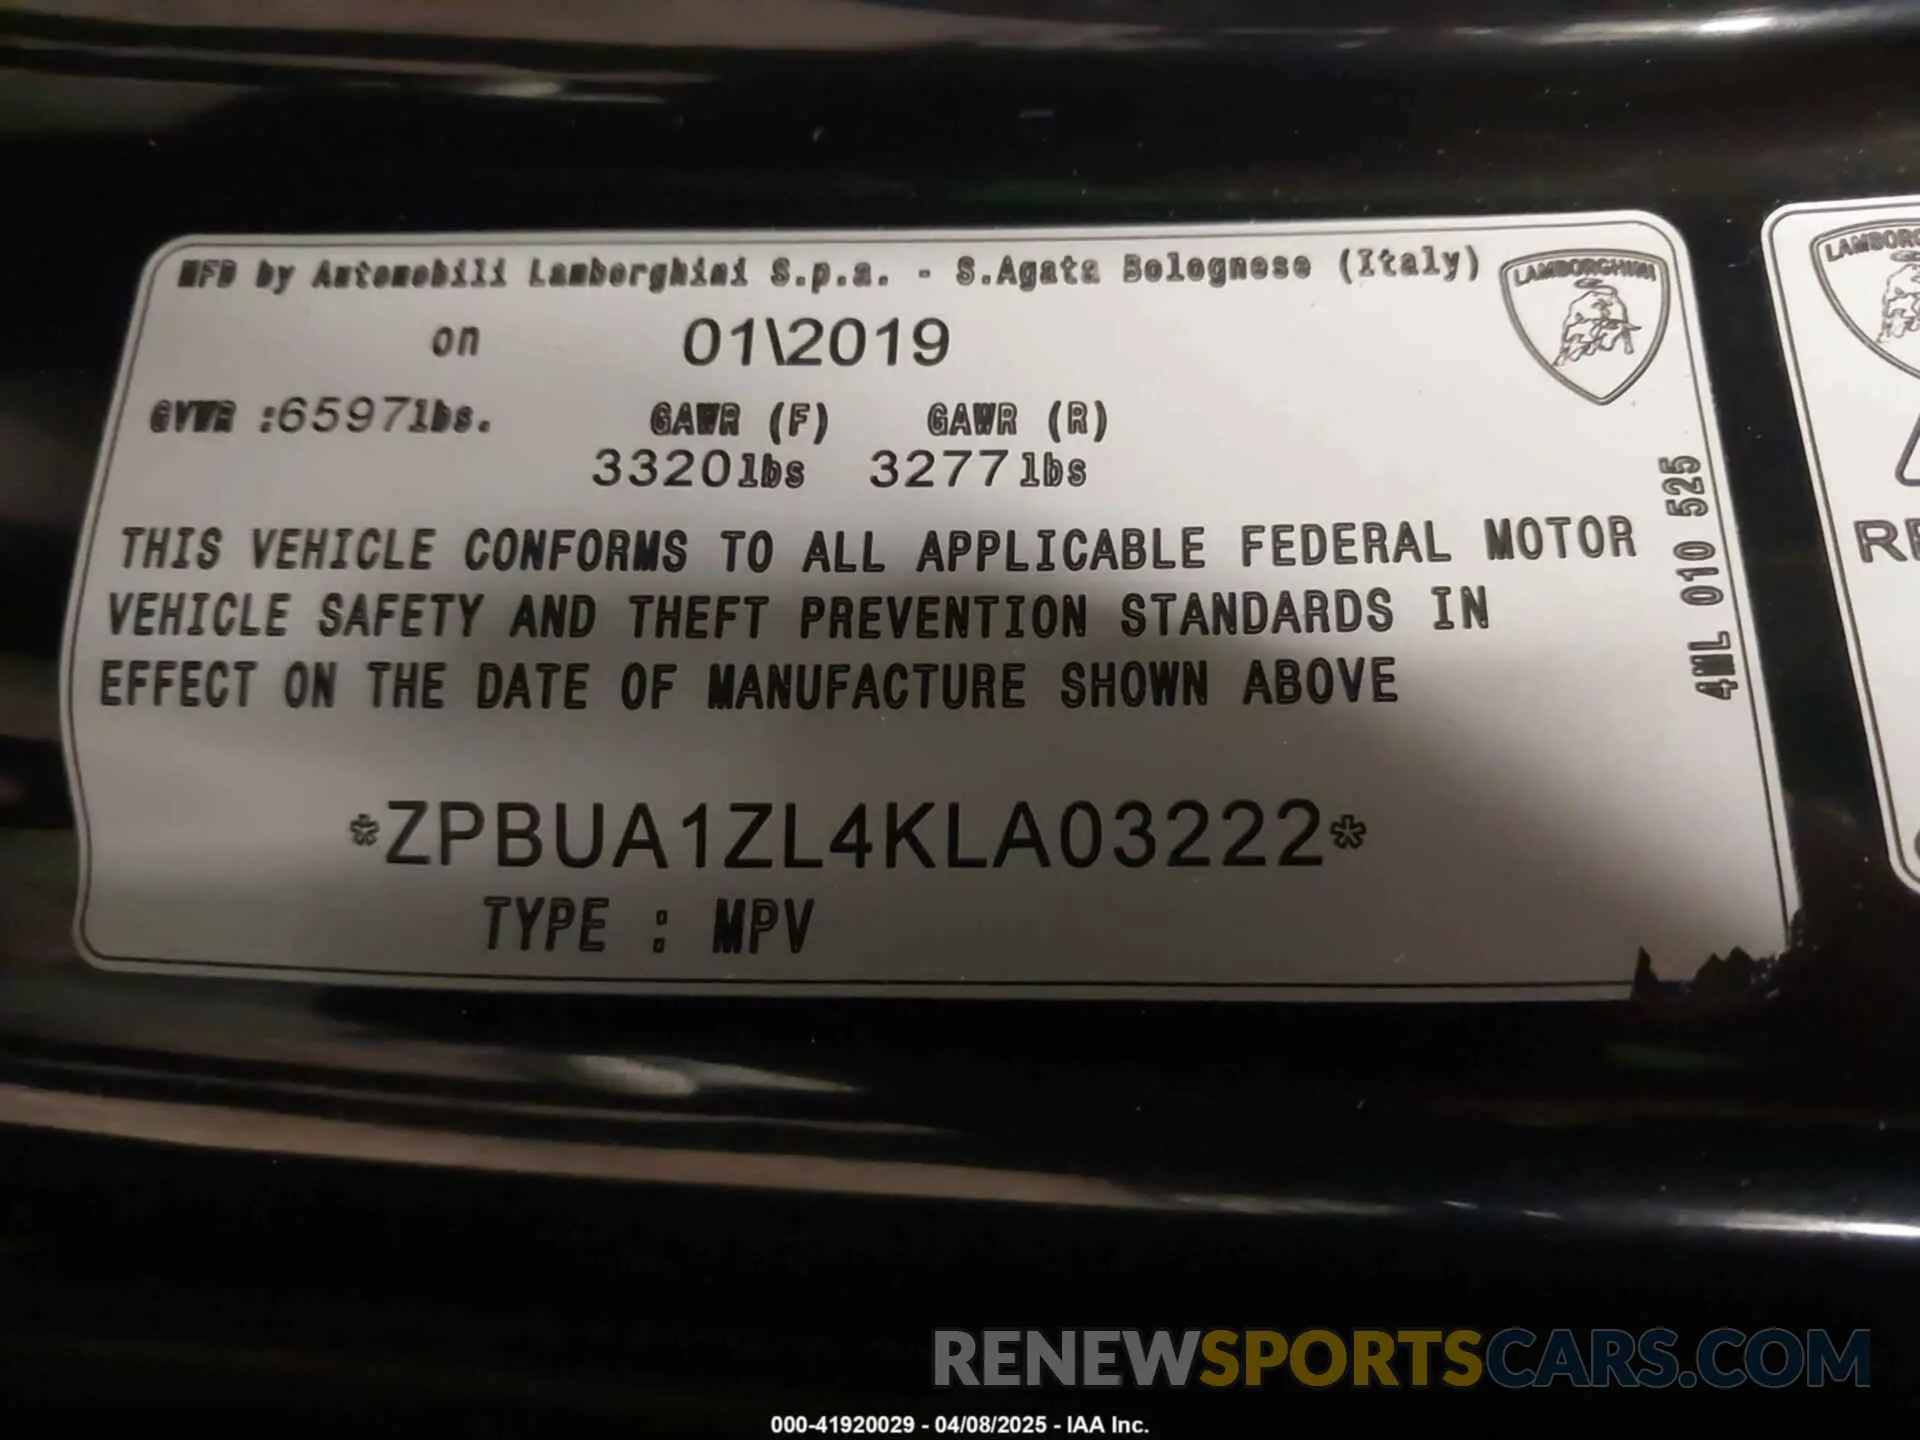 MFD by Automobili Lamborghini S.p.a. - S.Agata Bolognese (Italy)
on 01\2019
GVWR :6597lbs. GAWR (F) GAWR (R)
3320lbs 3277lbs
THIS VEHICLE CONFORMS TO ALL APPLICABLE FEDERAL MOTOR
VEHICLE SAFETY AND THEFT PREVENTION STANDARDS IN
EFFECT ON THE DATE OF MANUFACTURE SHOWN ABOVE
*ZPBUA1ZL4KLA03222*
TYPE : MPV
LAMBORGHINI
4ML 010 525
RENEWSPORTSCARS.COM
000-41920029 - 04/08/2025 - IAA Inc.